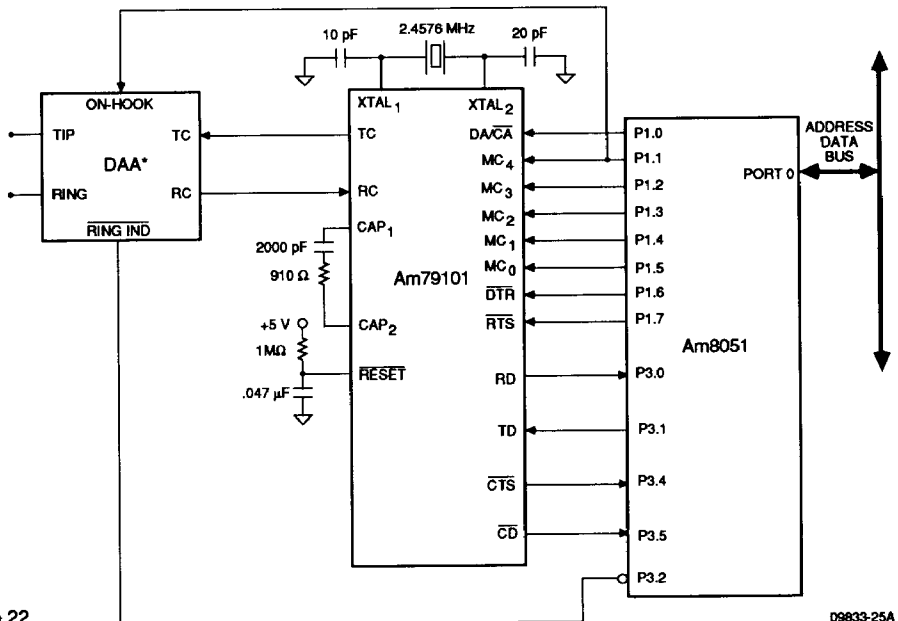 10 pF
2.4576 MHz
20 pF
ON-HOOK
TIP
TC
DAA*
RING
RC
RING IND
XTAL1
XTAL2
TC
RC
CAP1
2000 pF
910 Ω
CAP2
+5 V
1MΩ
RESET
.047 µF
Am79101
DA/CA
MC4
MC3
MC2
MC1
MC0
DTR
RTS
RD
TD
CTS
CD
P1.0
P1.1
P1.2
P1.3
P1.4
P1.5
P1.6
P1.7
P3.0
P3.1
P3.4
P3.5
P3.2
Am8051
PORT 0
ADDRESS
DATA
BUS
22
09833-25A